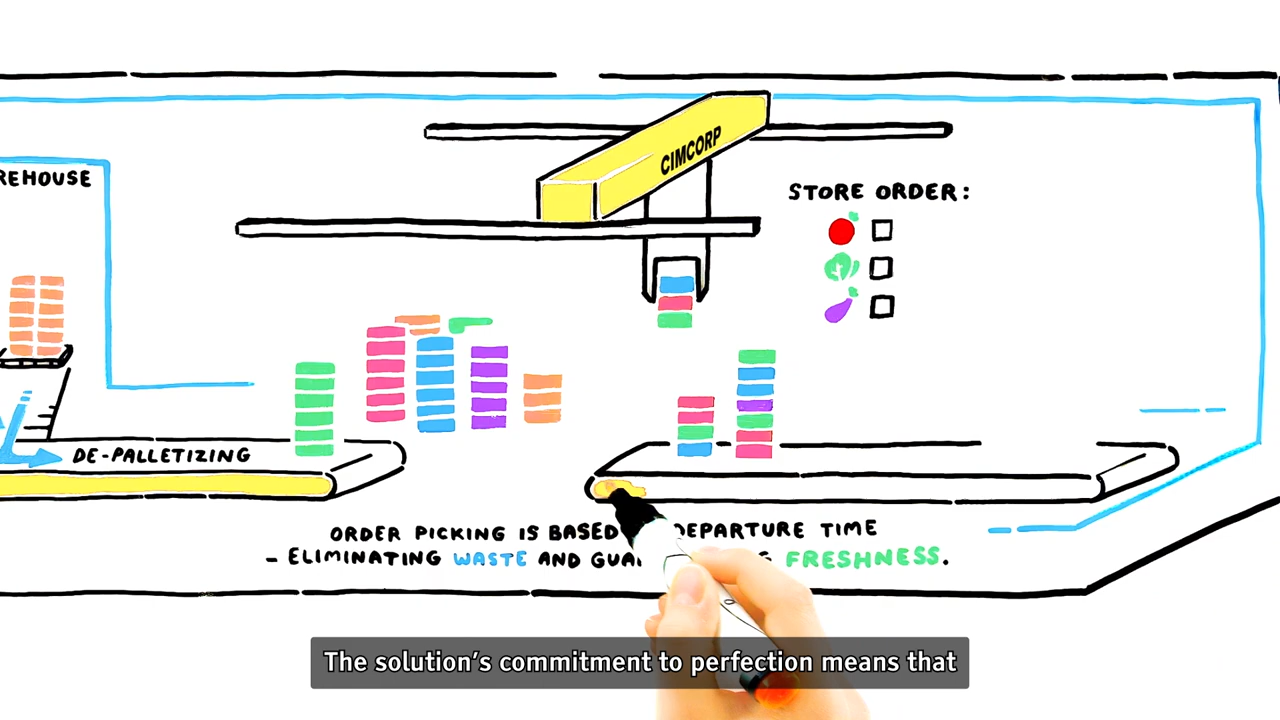 REHOUSE
CIMCORP
STORE ORDER:
DE-PALLETIZING
ORDER PICKING IS BASED DEPARTURE TIME
- ELIMINATING WASTE AND FRESHNESS.
The solution's commitment to perfection means that